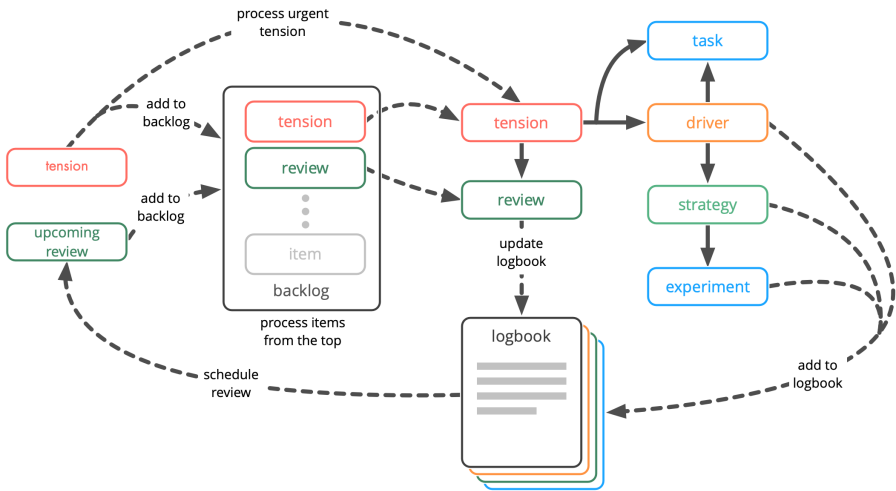 process urgent
tension
task
add to
backlog
tension
tension
driver
tension
review
add to
backlog
review
strategy
upcoming
review
update
logbook
item
experiment
backlog
process items
from the top
logbook
schedule
review
add to
logbook